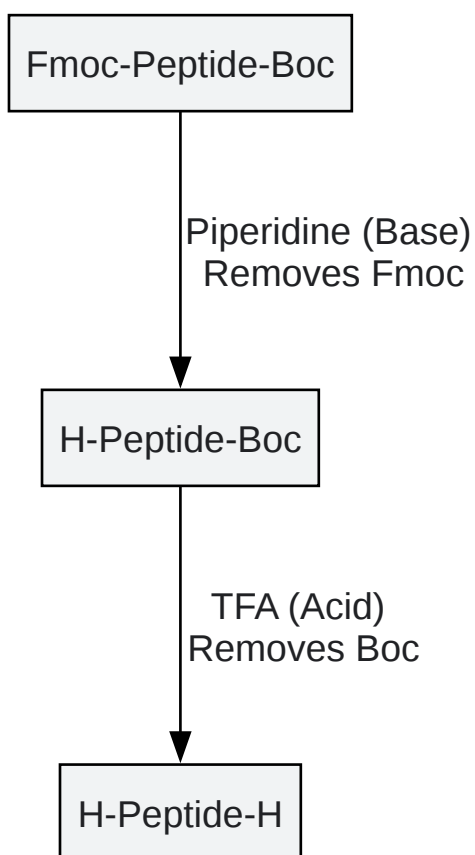 Fmoc-Peptide-Boc
Piperidine (Base)
Removes Fmoc
H-Peptide-Boc
TFA (Acid)
Removes Boc
H-Peptide-H